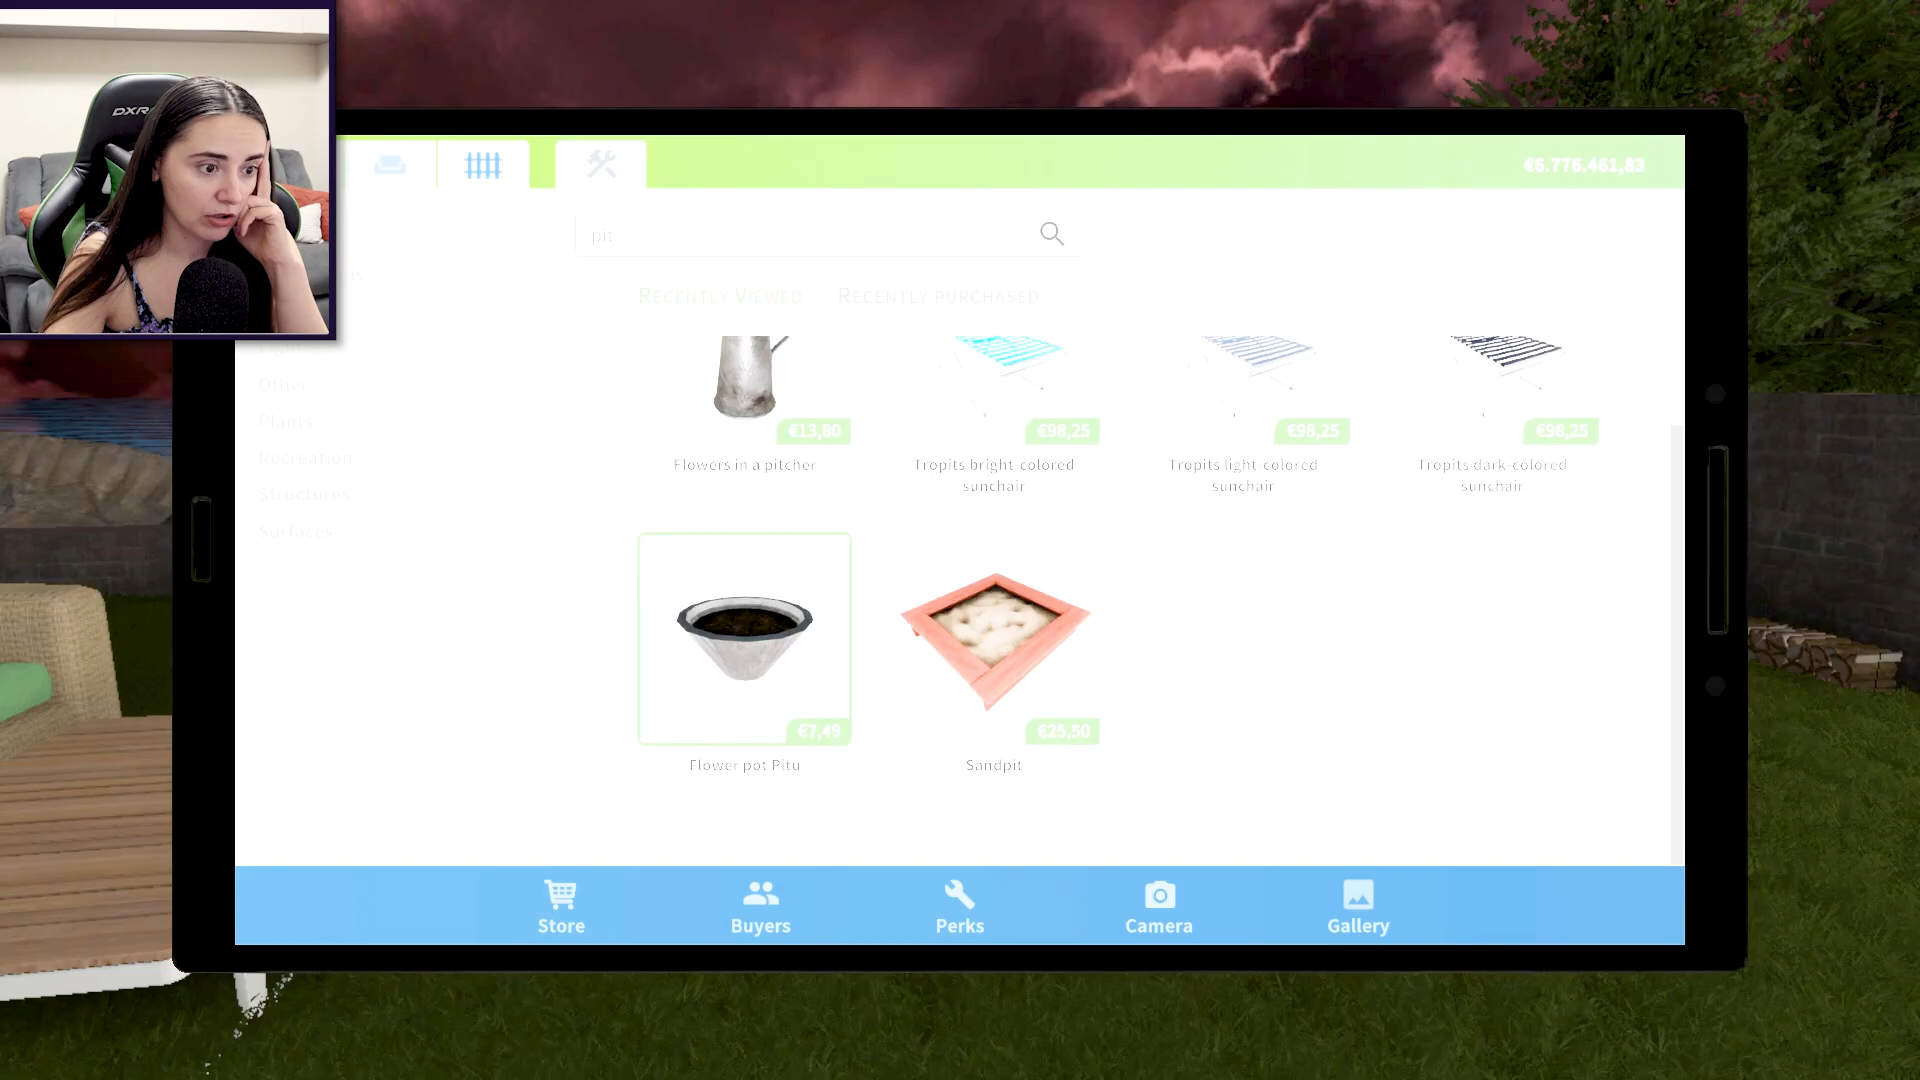 DXR
€6.776.461,83
pit
RECENTLY VIEWED
RECENTLY PURCHASED
Other
Plants
Recreation
Structures
Surfaces
€13,80
€98,25
€98,25
€98,25
Flowers in a pitcher
Tropits bright-colored
sunchair
Tropits light-colored
sunchair
Tropits dark-colored
sunchair
€7,49
€25,50
Flower pot Pitu
Sandpit
Store
Buyers
Perks
Camera
Gallery